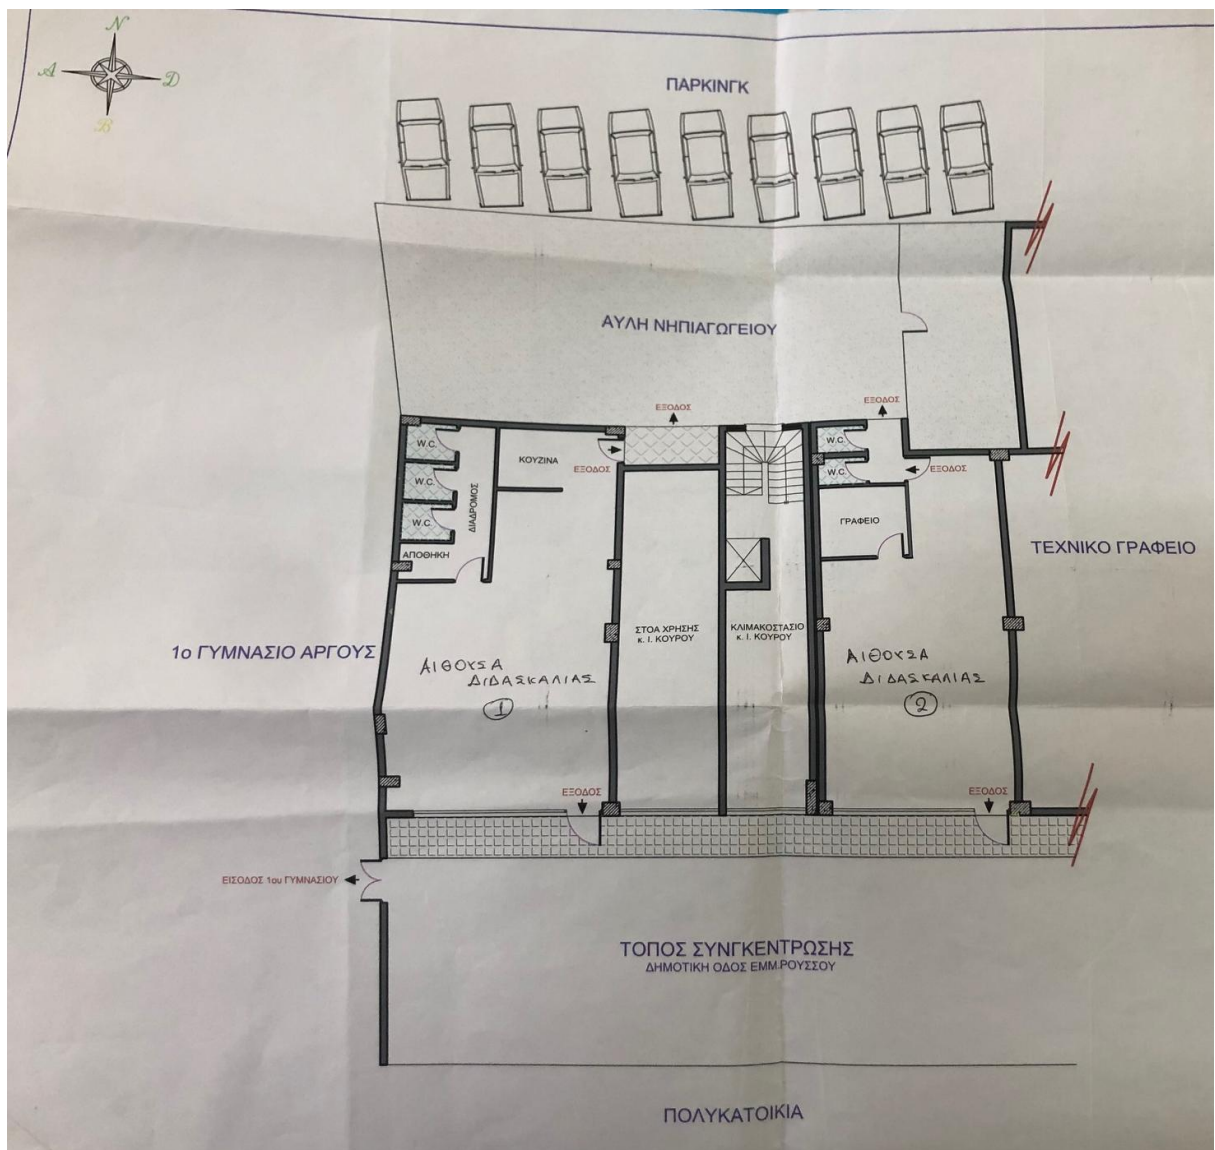 N
Α
D
B
ΠΑΡΚΙΝΓΚ
ΑΥΛΗ ΝΗΠΙΑΓΩΓΕΙΟΥ
ΕΞΟΔΟΣ
ΕΞΟΔΟΣ
W.C.
W.C.
W.C.
ΔΙΑΔΡΟΜΟΣ
ΑΠΟΘΗΚΗ
ΚΟΥΖΙΝΑ
ΕΞΟΔΟΣ
W.C.
W.C.
ΕΞΟΔΟΣ
ΓΡΑΦΕΙΟ
ΤΕΧΝΙΚΟ ΓΡΑΦΕΙΟ
1ο ΓΥΜΝΑΣΙΟ ΑΡΓΟΥΣ
ΑΙΘΟΥΣΑ
ΔΙΔΑΣΚΑΛΙΑΣ
1
ΣΤΟΑ ΧΡΗΣΗΣ
κ. Ι. ΚΟΥΡΟΥ
ΚΛΙΜΑΚΟΣΤΑΣΙΟ
κ. Ι. ΚΟΥΡΟΥ
ΑΙΘΟΥΣΑ
ΔΙΔΑΣΚΑΛΙΑΣ
2
ΕΞΟΔΟΣ
ΕΞΟΔΟΣ
ΕΙΣΟΔΟΣ 1ου ΓΥΜΝΑΣΙΟΥ
ΤΟΠΟΣ ΣΥΝΓΚΕΝΤΡΩΣΗΣ
ΔΗΜΟΤΙΚΗ ΟΔΟΣ ΕΜΜ.ΡΟΥΣΣΟΥ
ΠΟΛΥΚΑΤΟΙΚΙΑ